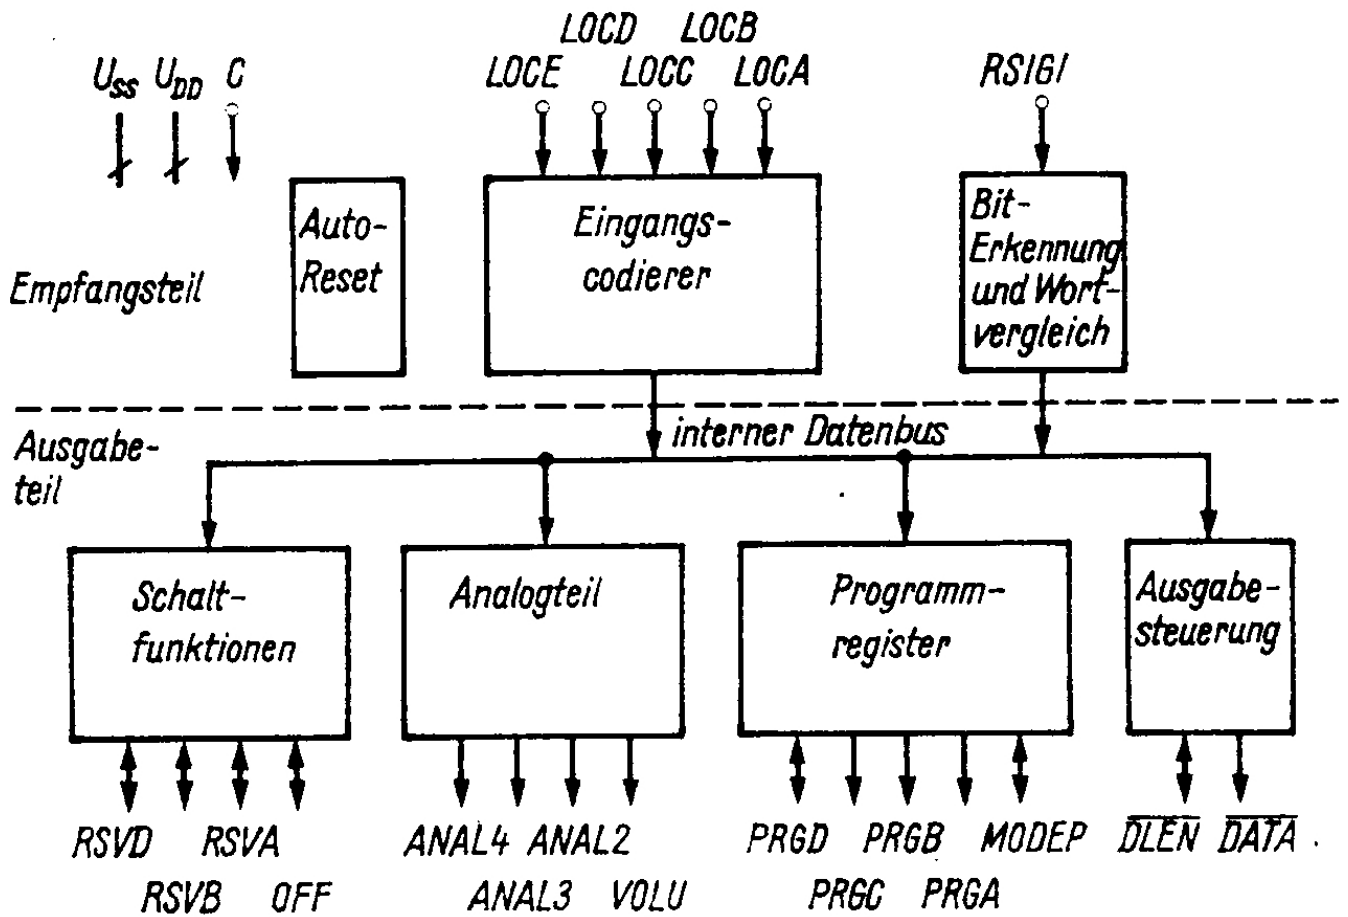 LOCD LOCB
U_SS U_DD C LOCE LOCC LOCA RSIGI
Auto-
Reset
Eingangs-
codierer
Bit-
Erkennung
und Wort-
vergleich
Empfangsteil
interner Datenbus
Ausgabe-
teil
Schalt-
funktionen
Analogteil
Programm-
register
Ausgabe-
steuerung
RSVD RSVA ANAL4 ANAL2 PRGD PRGB MODEP D̅L̅E̅N̅ D̅A̅T̅A̅
RSVB OFF ANAL3 VOLU PRGC PRGA